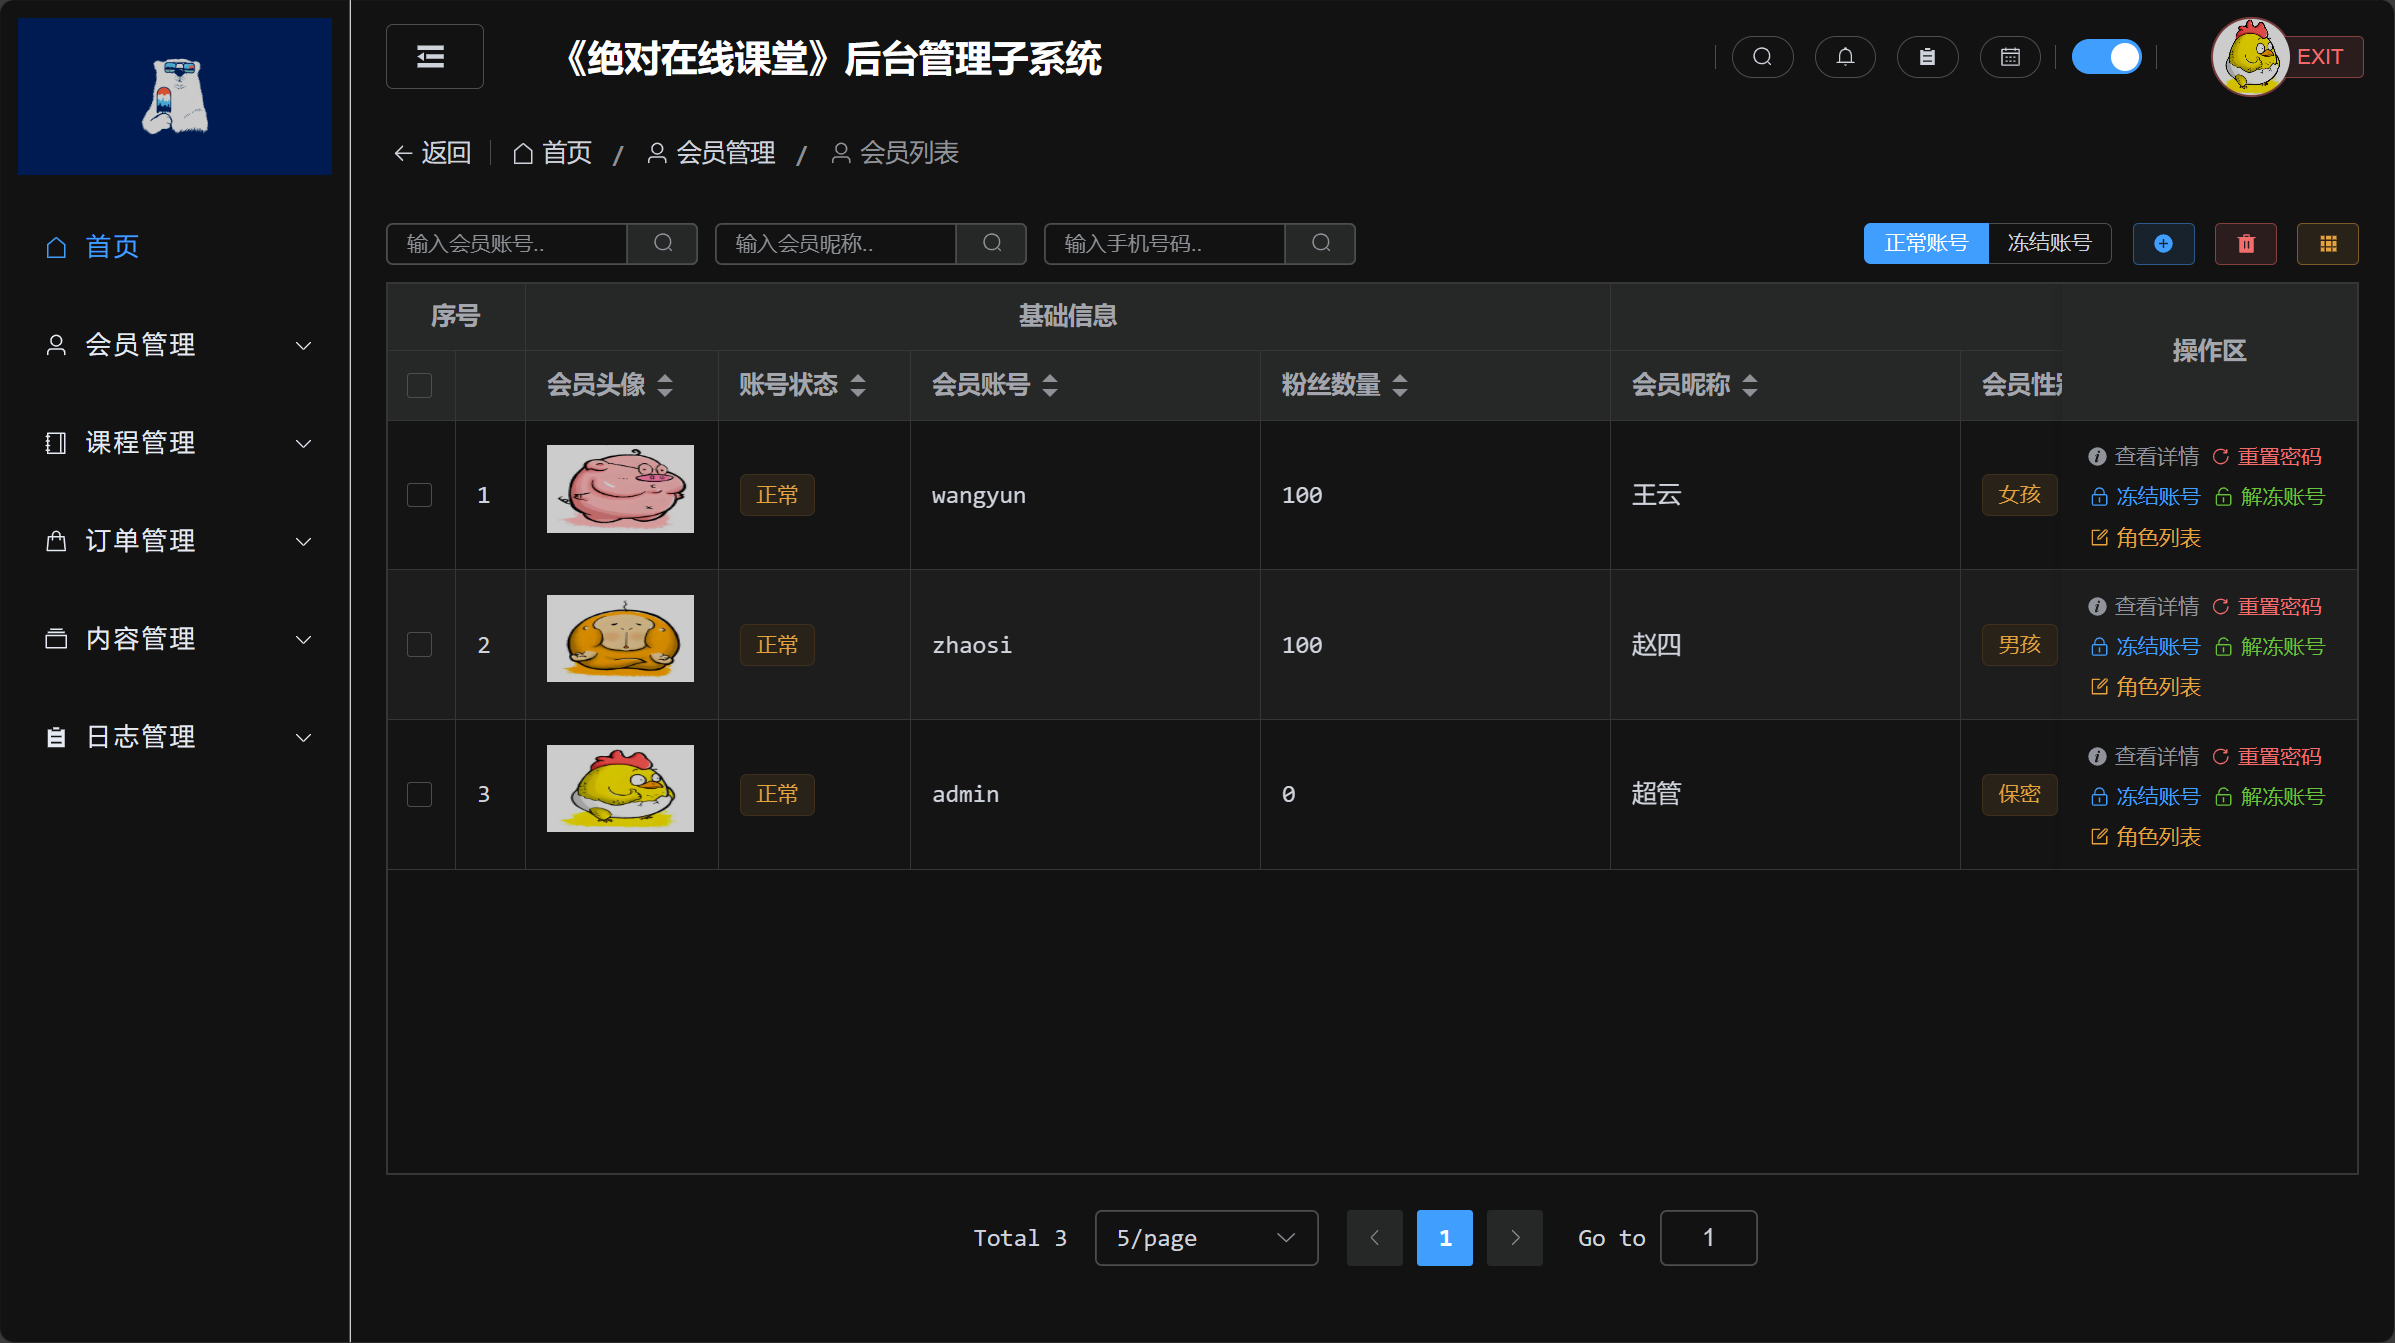 《绝对在线课堂》后台管理子系统
EXIT
返回 首页 / 会员管理 / 会员列表
首页
会员管理
课程管理
订单管理
内容管理
日志管理
输入会员账号.. 输入会员昵称.. 输入手机号码.. 正常账号 冻结账号
序号 基础信息 操作区
会员头像 账号状态 会员账号 粉丝数量 会员昵称 会员性
1 正常 wangyun 100 王云 女孩 查看详情 重置密码
冻结账号 解冻账号
角色列表
2 正常 zhaosi 100 赵四 男孩 查看详情 重置密码
冻结账号 解冻账号
角色列表
3 正常 admin 0 超管 保密 查看详情 重置密码
冻结账号 解冻账号
角色列表
Total 3 5/page 1 Go to 1